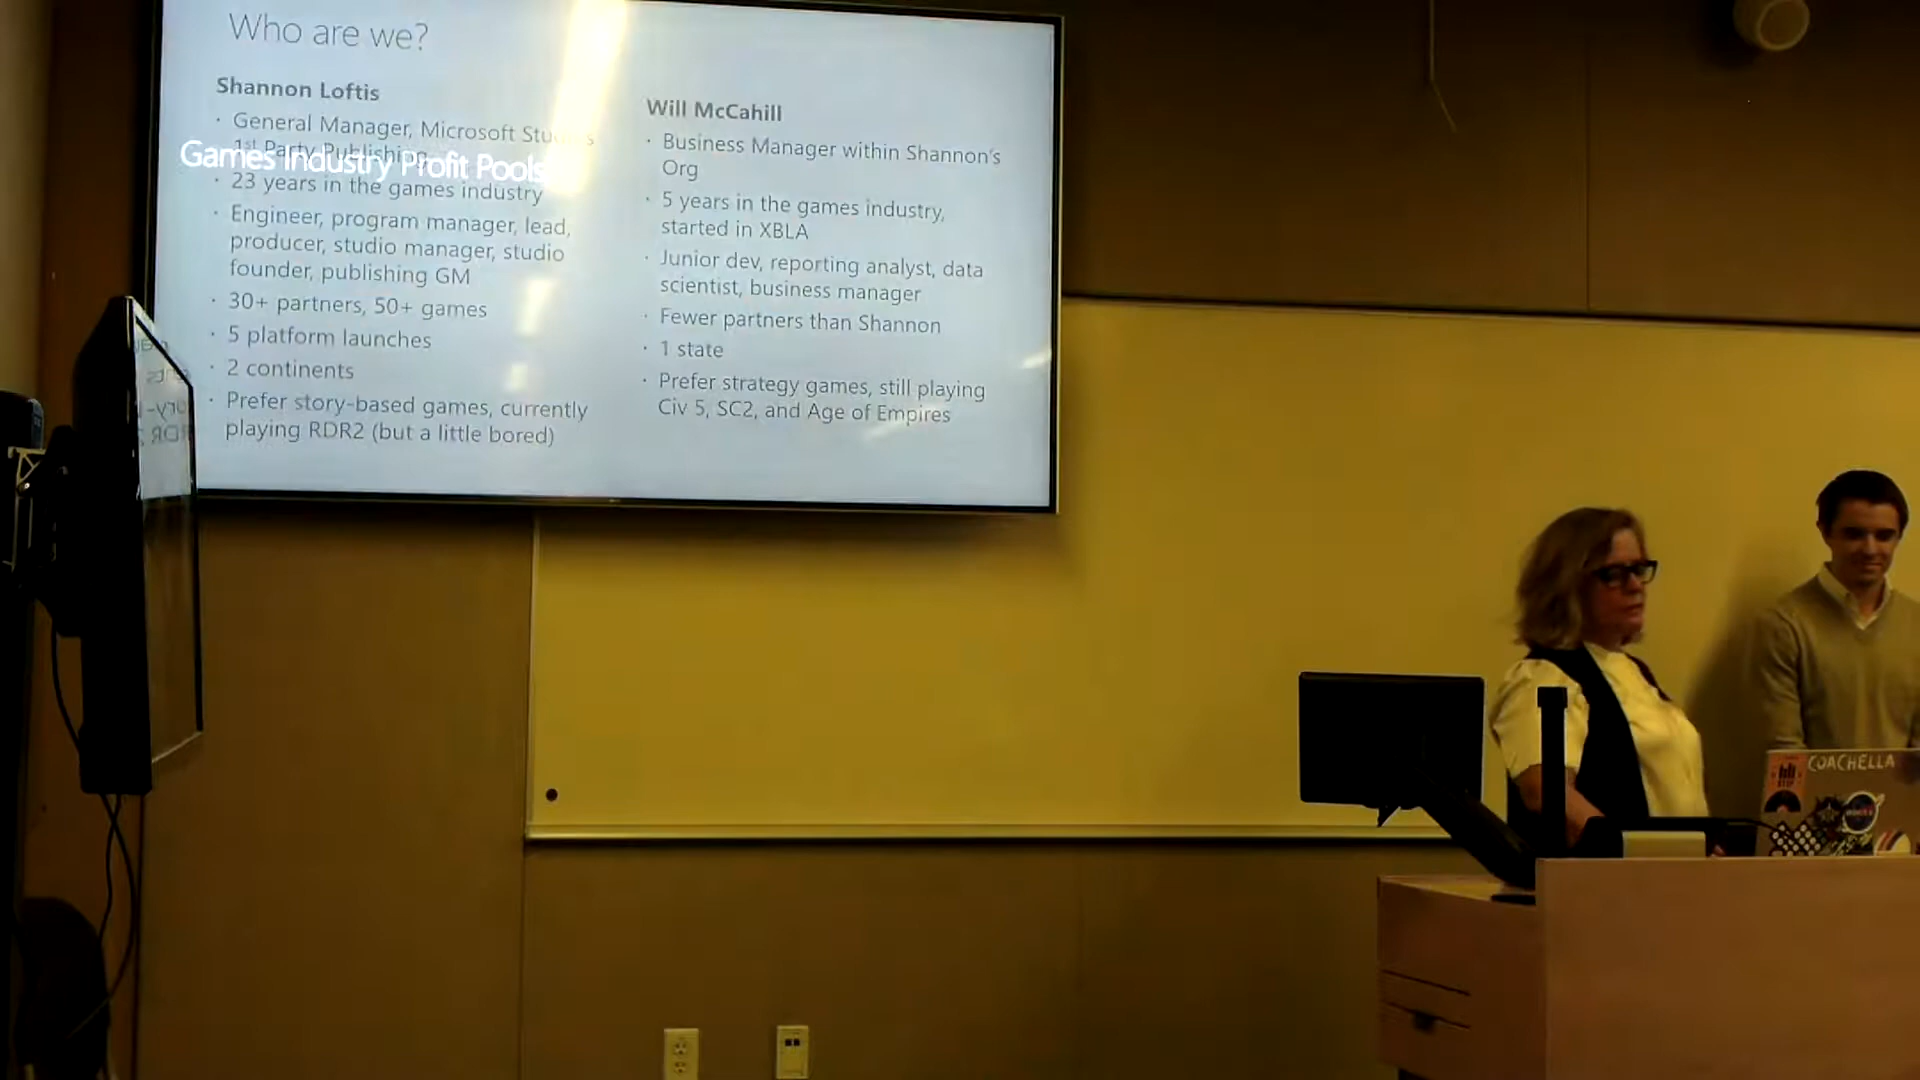 Who are we?
Shannon Loftis
· General Manager, Microsoft Studios
1st Party Publishing
Games Industry Profit Pools
· 23 years in the games industry
· Engineer, program manager, lead,
producer, studio manager, studio
founder, publishing GM
· 30+ partners, 50+ games
· 5 platform launches
· 2 continents
· Prefer story-based games, currently
playing RDR2 (but a little bored)
Will McCahill
· Business Manager within Shannon's
Org
· 5 years in the games industry,
started in XBLA
· Junior dev, reporting analyst, data
scientist, business manager
· Fewer partners than Shannon
· 1 state
· Prefer strategy games, still playing
Civ 5, SC2, and Age of Empires
COACHELLA